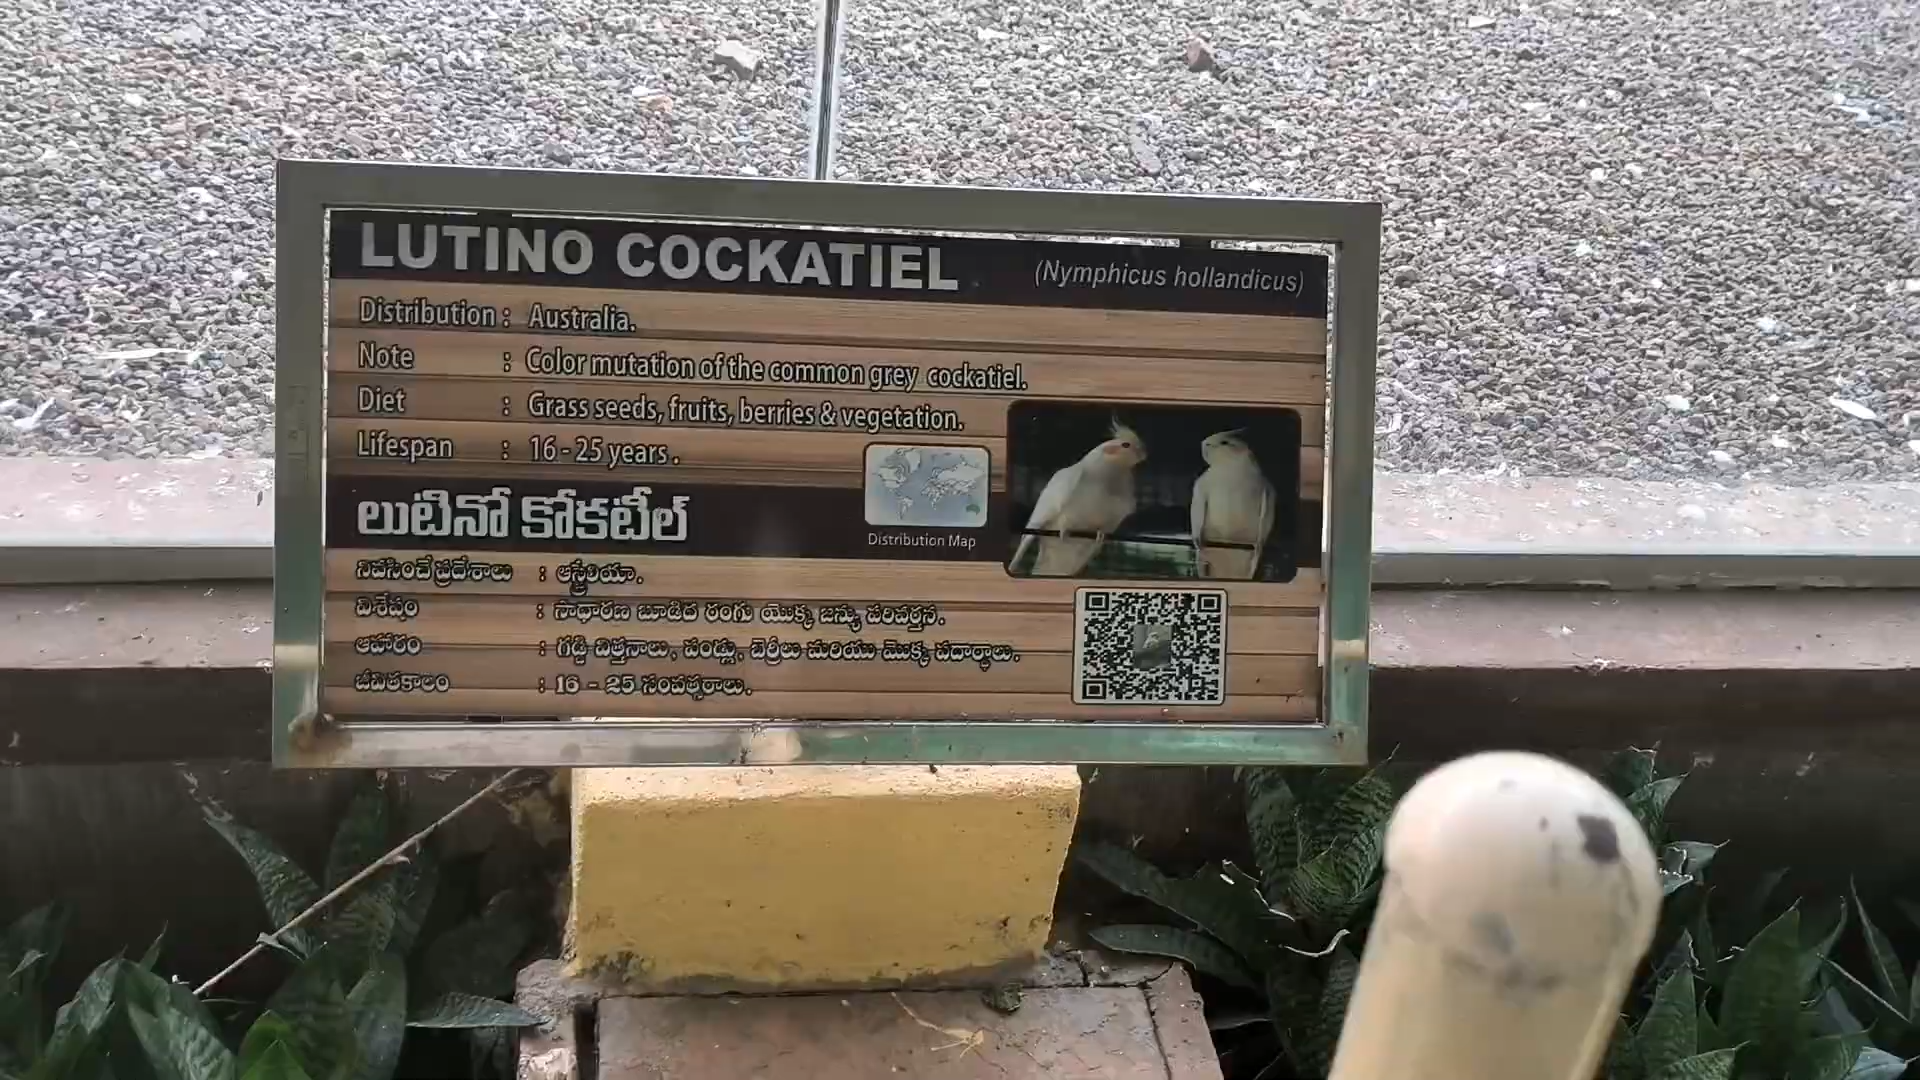 LUTINO COCKATIEL (Nymphicus hollandicus)
Distribution : Australia.
Note : Color mutation of the common grey cockatiel.
Diet : Grass seeds, fruits, berries & vegetation.
Lifespan : 16 - 25 years .
లుటినో కోకటీల్
Distribution Map
నివసించే ప్రదేశాలు : ఆస్ట్రేలియా.
విశేషం : సాధారణ బూడిద రంగు యొక్క జన్యు పరివర్తన.
ఆహారం : గడ్డి విత్తనాలు, పండ్లు, బెర్రీలు మరియు మొక్క పదార్థాలు.
జీవితకాలం : 16 - 25 సంవత్సరాలు.